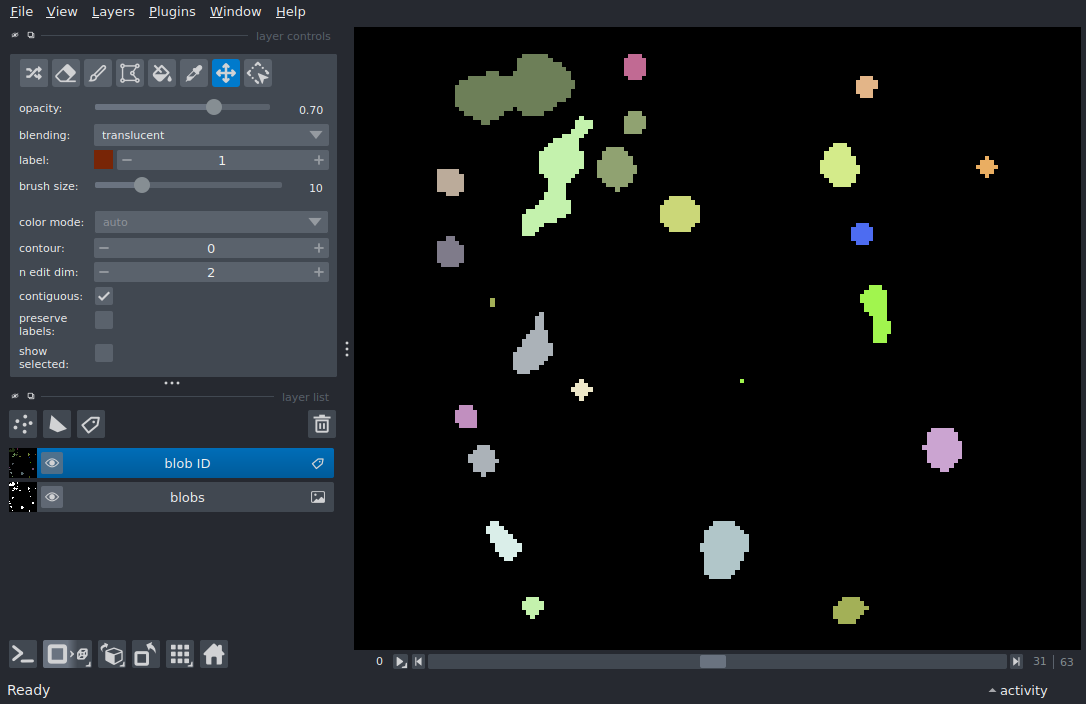 File View Layers Plugins Window Help
layer controls
opacity: 0.70
blending: translucent
label: 1
brush size: 10
color mode: auto
contour: 0
n edit dim: 2
contiguous:
preserve
labels:
show
selected:
layer list
blob ID
blobs
0 31 | 63
Ready activity